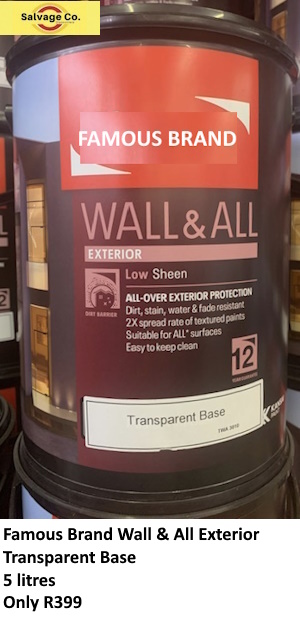 Salvage Co.
FAMOUS BRAND
WALL & ALL
EXTERIOR
Low Sheen
DIRT BARRIER
ALL-OVER EXTERIOR PROTECTION
Dirt, stain, water & fade resistant
2X spread rate of textured paints
Suitable for ALL* surfaces
Easy to keep clean
12
Transparent Base
Famous Brand Wall & All Exterior
Transparent Base
5 litres
Only R399